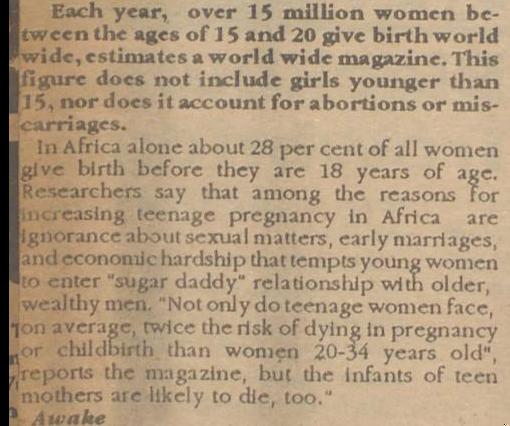 Each year, over 15 million women be-
tween the ages of 15 and 20 give birth world
wide, estimates a world wide magazine. This
figure does not include girls younger than
15, nor does it account for abortions or mis-
carriages.
In Africa alone about 28 per cent of all women
give birth before they are 18 years of age.
Researchers say that among the reasons for
increasing teenage pregnancy in Africa are
ignorance about sexual matters, early marriages,
and economic hardship that tempts young women
to enter "sugar daddy" relationship with older,
wealthy men. "Not only do teenage women face,
on average, twice the risk of dying in pregnancy
or childbirth than women 20-34 years old",
reports the magazine, but the infants of teen
mothers are likely to die, too."
- Awake